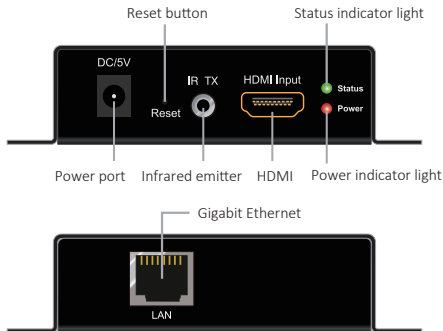 Reset button
Status indicator light
DC/5V
IR TX
HDMI Input
Status
Reset
Power
Power port
Infrared emitter
HDMI
Power indicator light
Gigabit Ethernet
LAN